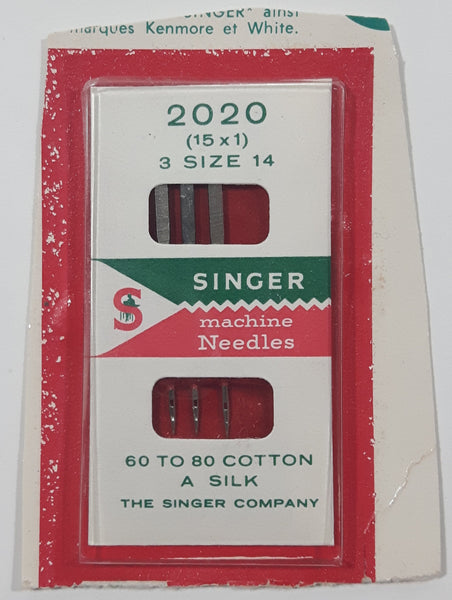 SINGER* ainsi
marques Kenmore et White.
2020
(15 x 1)
3 SIZE 14
S
SINGER
machine
Needles
60 TO 80 COTTON
A SILK
THE SINGER COMPANY